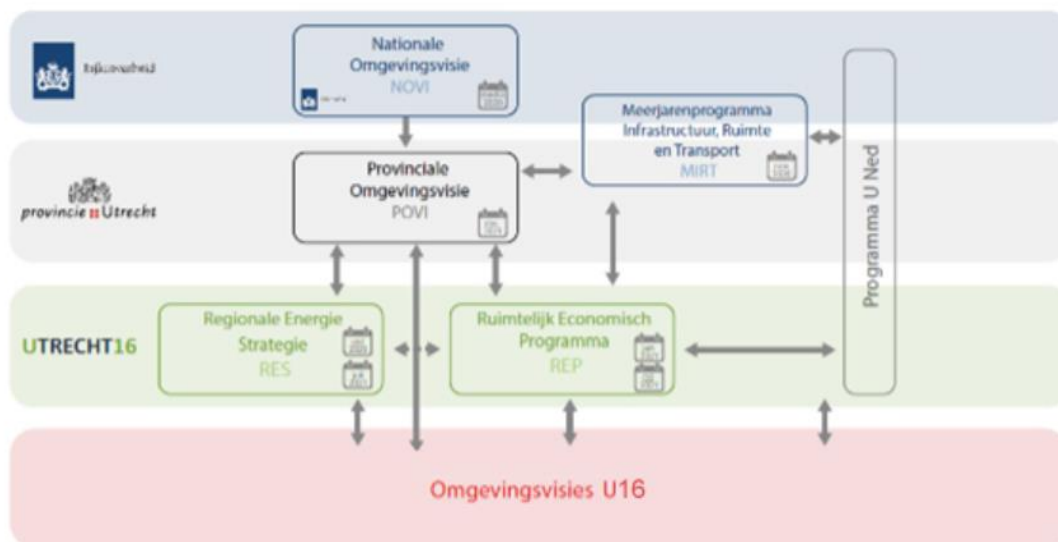 Nationale
Omgevingsvisie
NOVI
Rijksoverheid
Meerjarenprogramma
Infrastructuur, Ruimte
en Transport
MIRT
Provinciale
Omgevingsvisie
POVI
provincie Utrecht
Programma U Ned
Regionale Energie
Strategie
RES
Ruimtelijk Economisch
Programma
REP
UTRECHT16
Omgevingsvisies U16